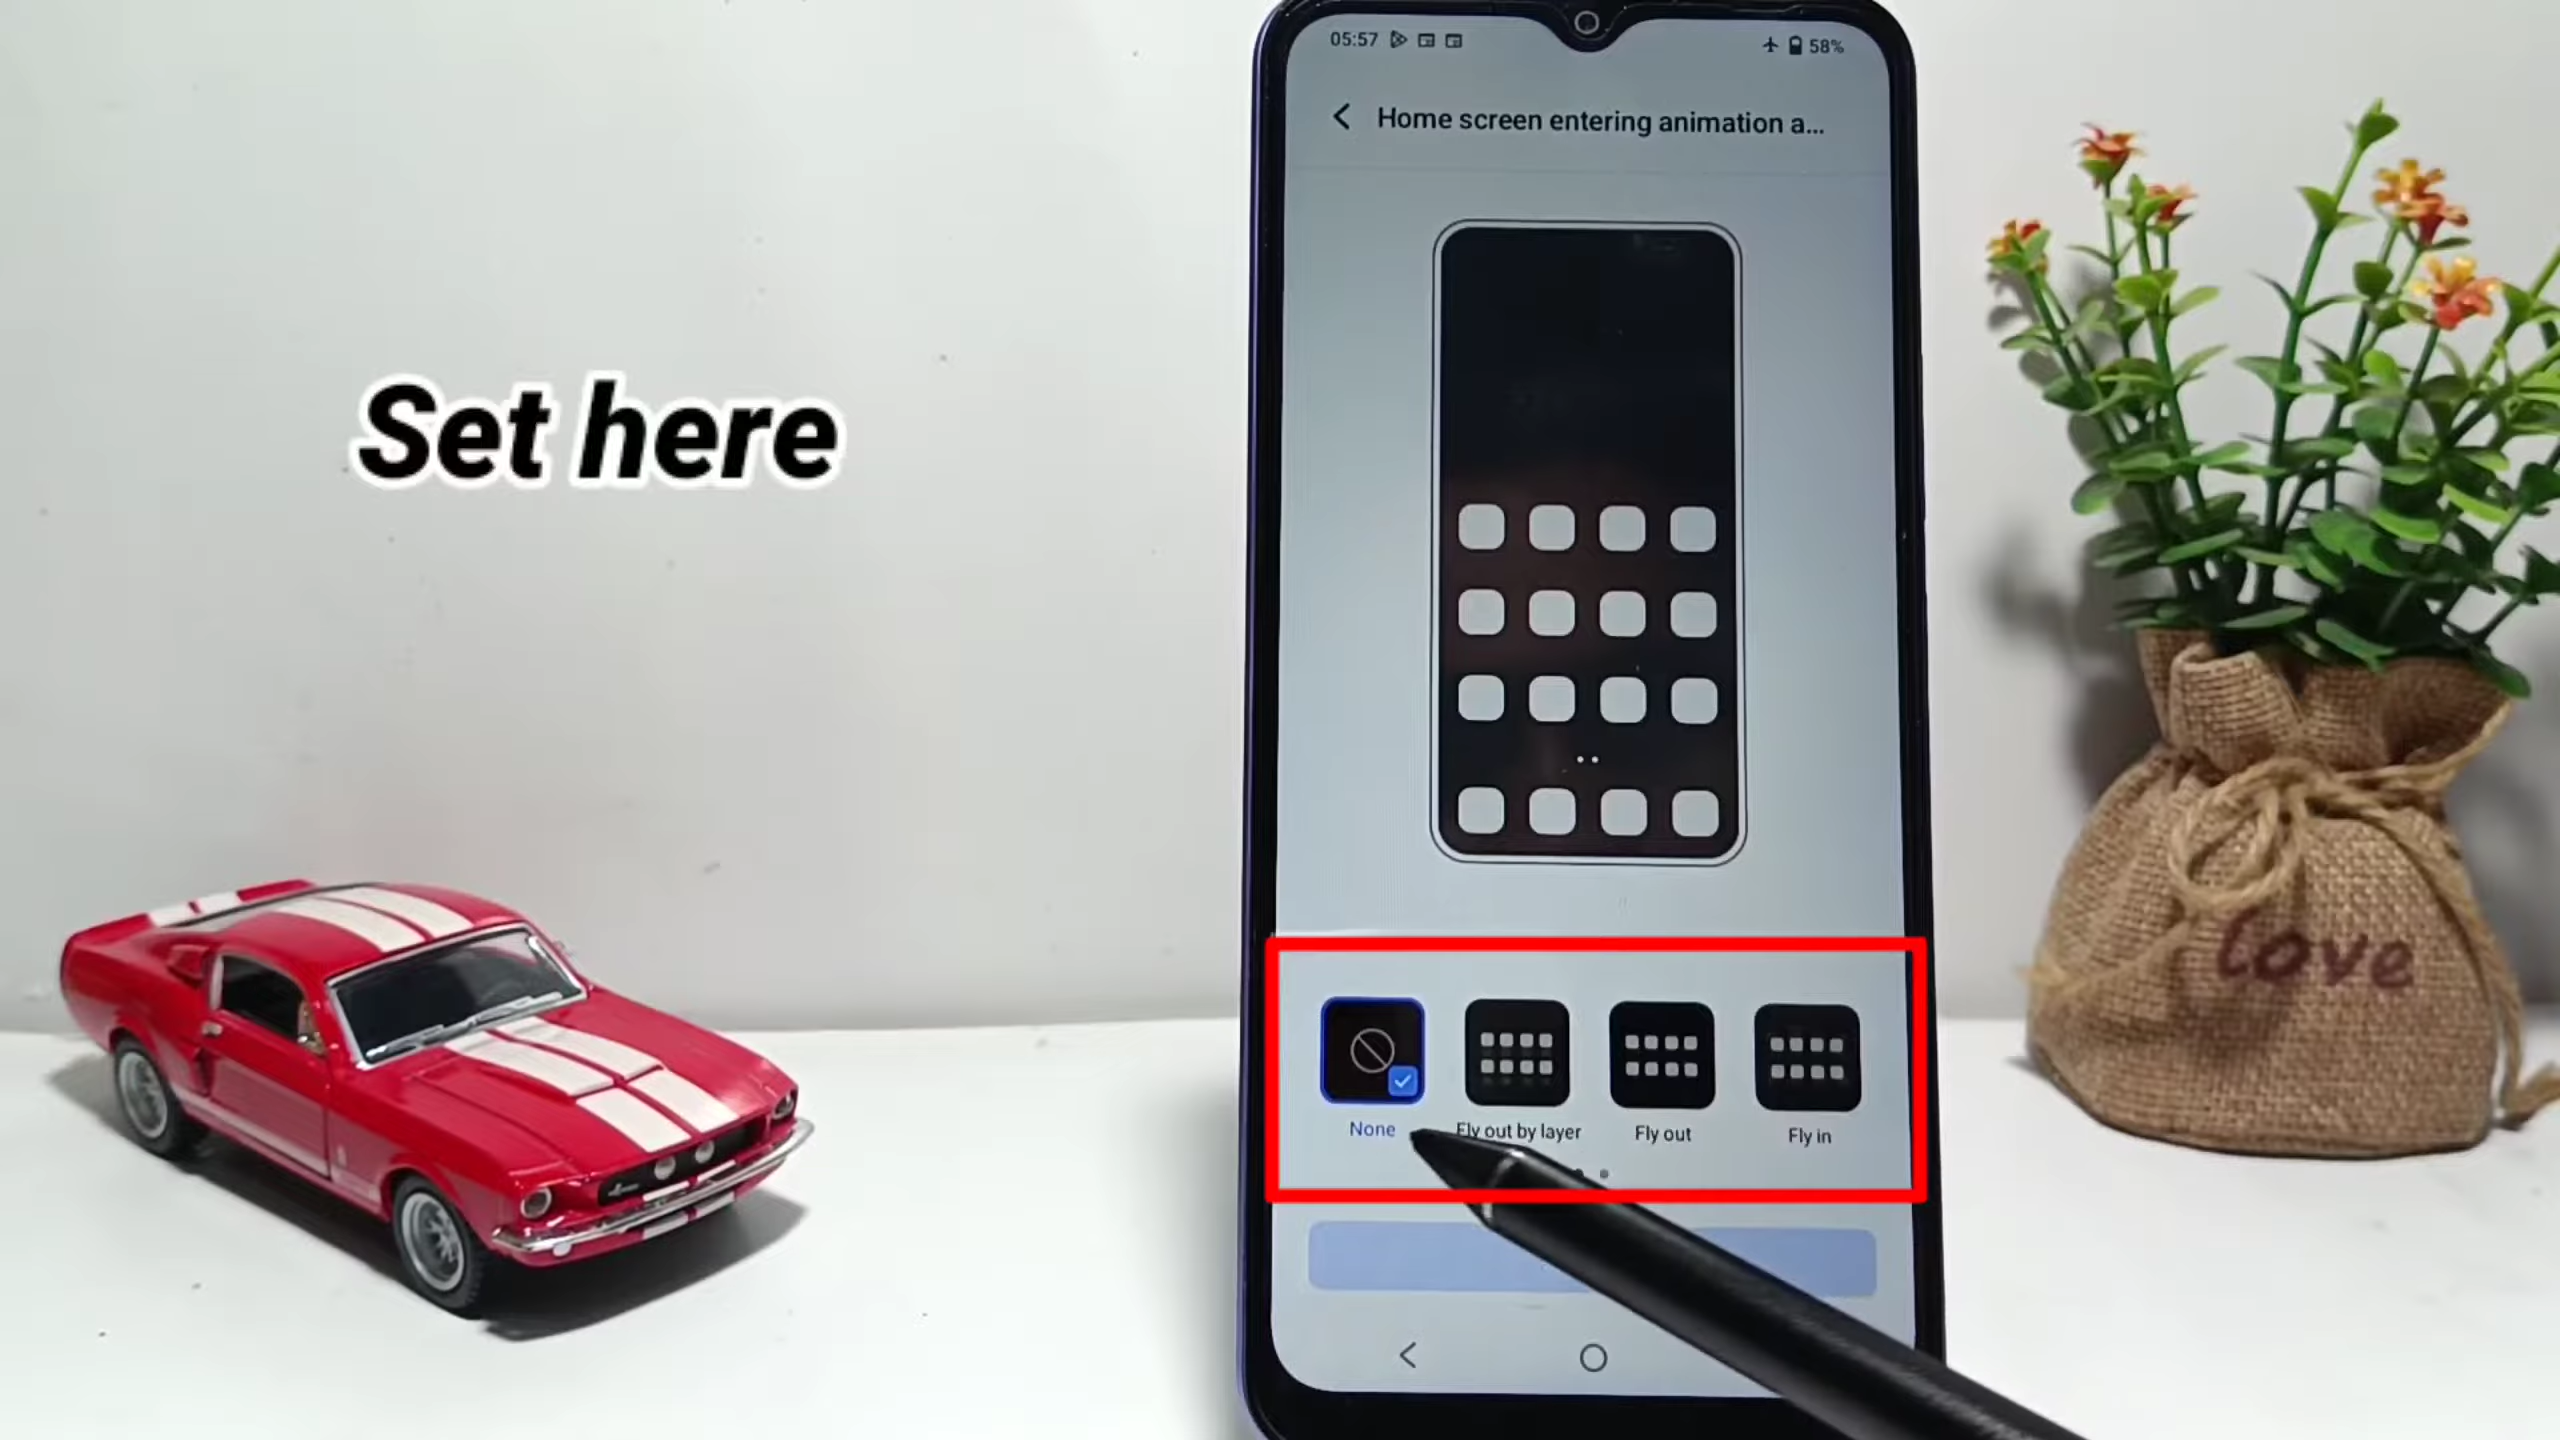 05:57
58%
Home screen entering animation a...
Set here
None
Fly out by layer
Fly out
Fly in
Love